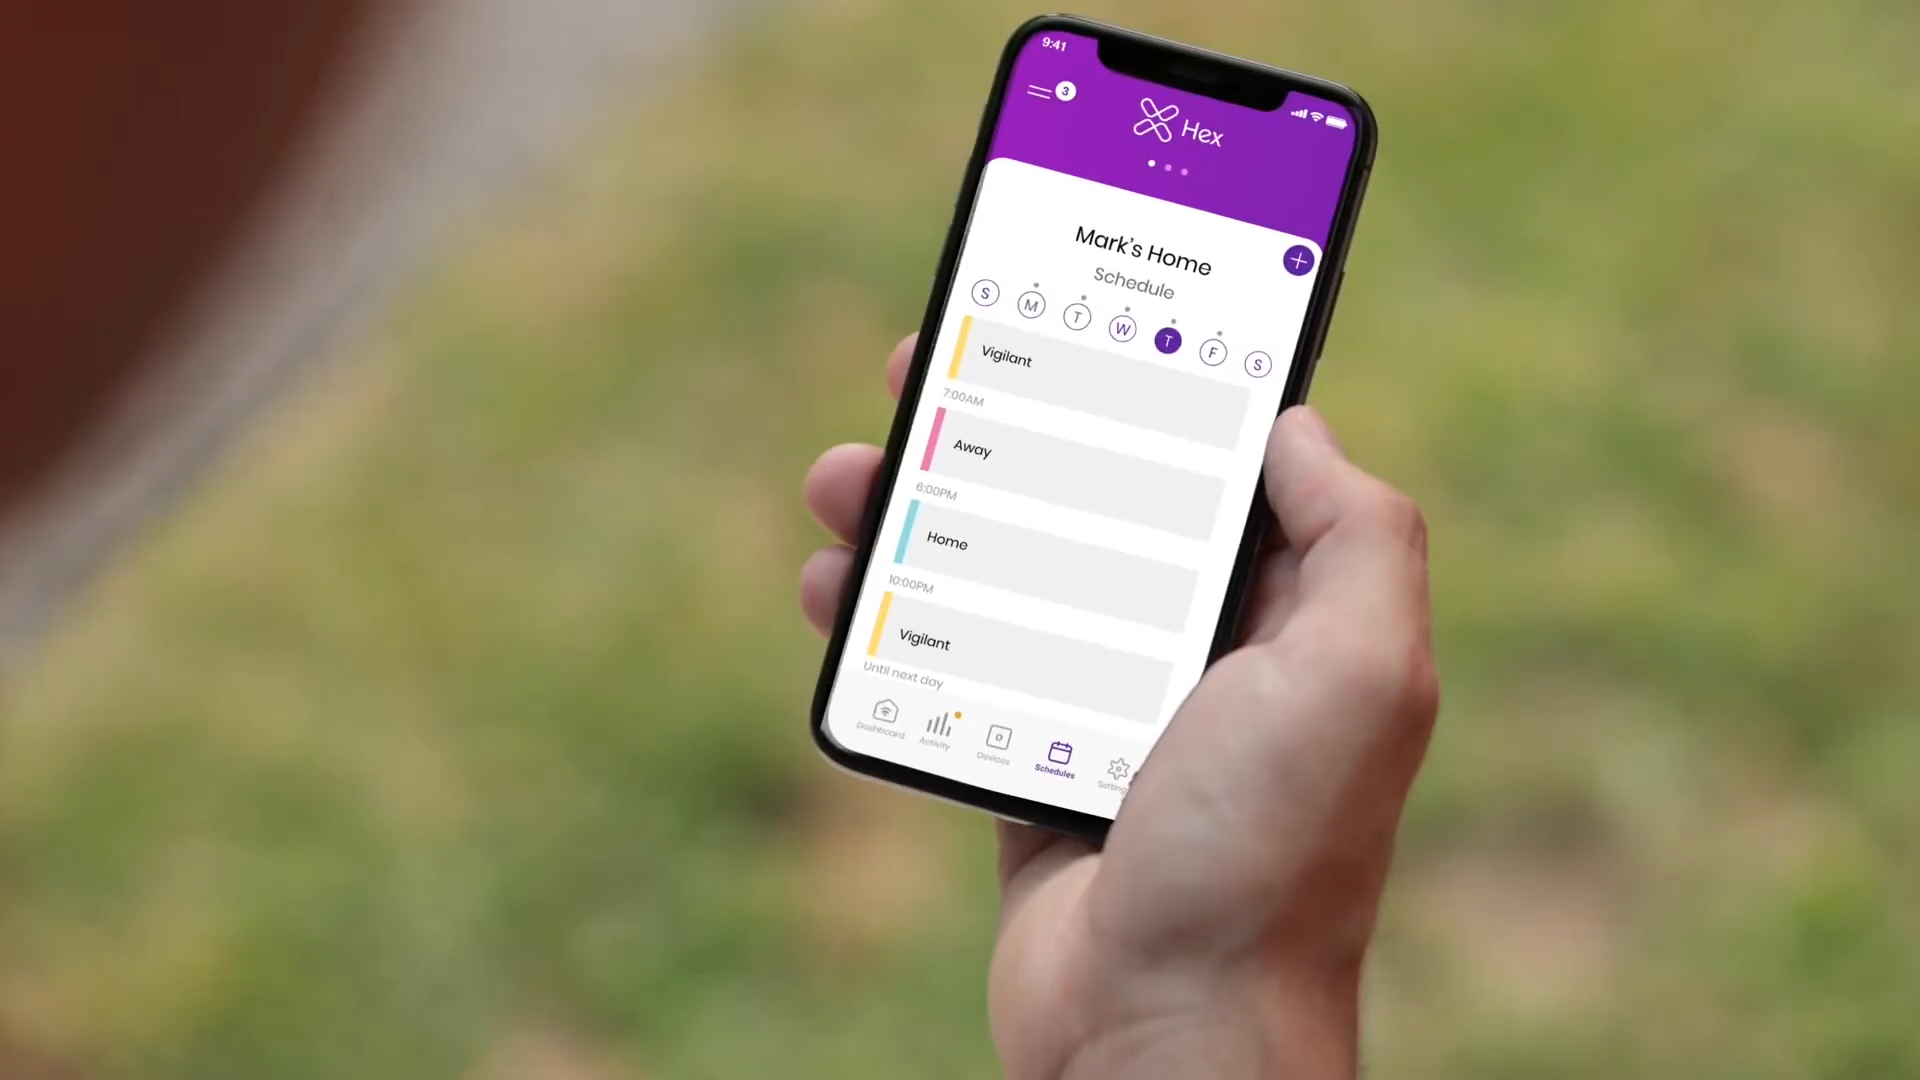 9:41
3
Hex
Mark's Home
Schedule
S M T W T F S
Vigilant
7:00AM
Away
6:00PM
Home
10:00PM
Vigilant
Until next day
Dashboard Activity Devices Schedules